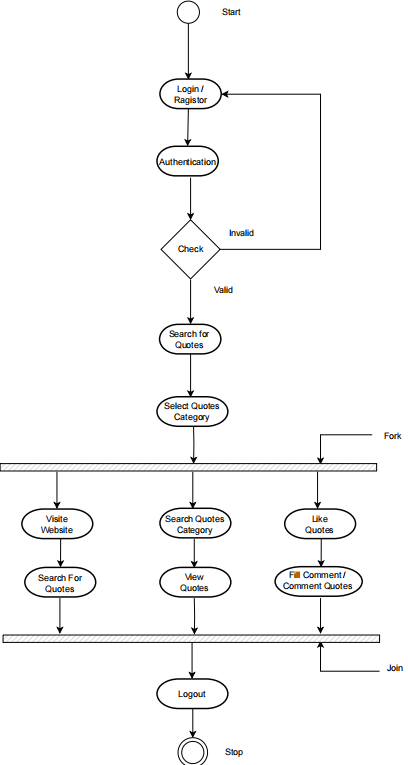 Start
Login /
Ragistor
Authentication
Check
Invalid
Valid
Search for
Quotes
Select Quotes
Category
Fork
Visite
Website
Search Quotes
Category
Like
Quotes
Search For
Quotes
View
Quotes
Fill Comment /
Comment Quotes
Join
Logout
Stop